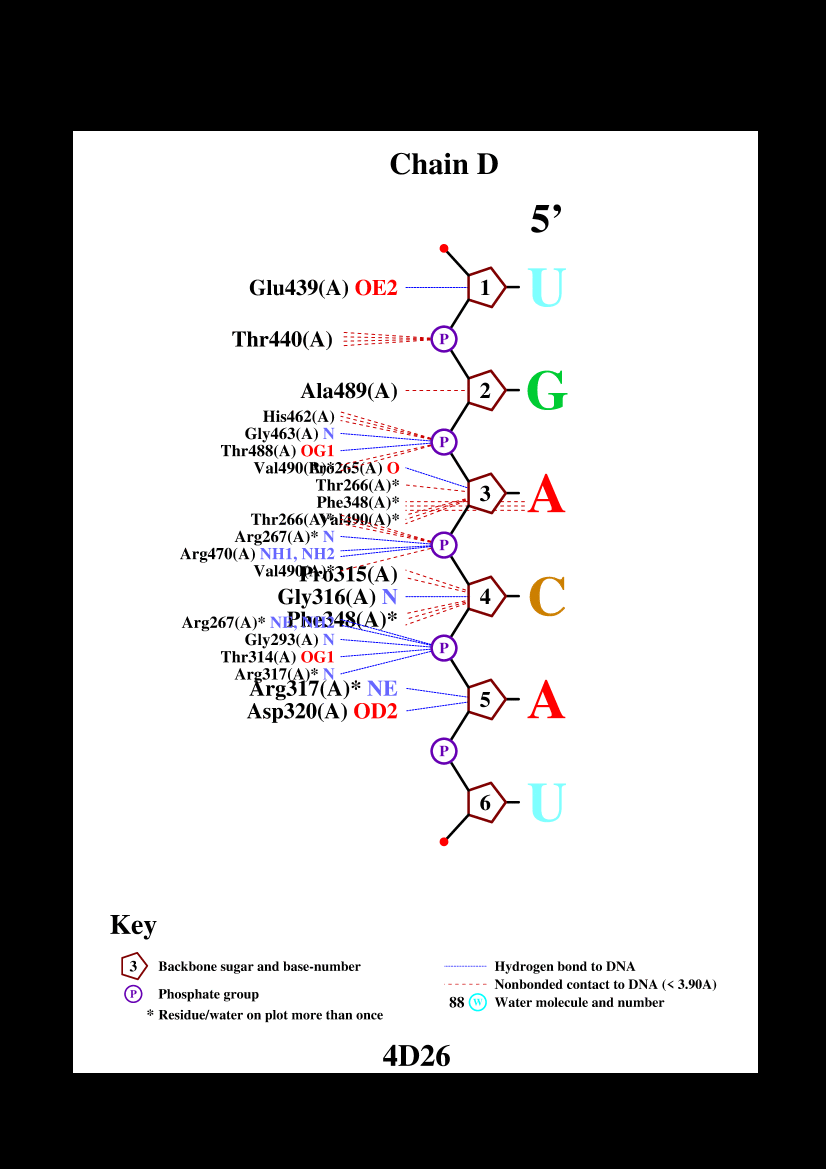 Chain D
5’
Glu439(A) OE2
1
U
Thr440(A)
P
Ala489(A)
2
G
His462(A)
Gly463(A) N
P
Thr488(A) OG1
Val490(A)*
Pro265(A) O
Thr266(A)*
3
A
Phe348(A)*
Val490(A)*
Thr266(A)*
Arg267(A)* N
P
Arg470(A) NH1, NH2
Val490(A)*
Pro315(A)
Gly316(A) N
4
C
Phe348(A)*
Arg267(A)* NE, NH2
Gly293(A) N
P
Thr314(A) OG1
Arg317(A)* N
Arg317(A)* NE
5
A
Asp320(A) OD2
P
6
U
Key
3 Backbone sugar and base-number
P Phosphate group
* Residue/water on plot more than once
Hydrogen bond to DNA
Nonbonded contact to DNA (< 3.90A)
88 W Water molecule and number
4D26